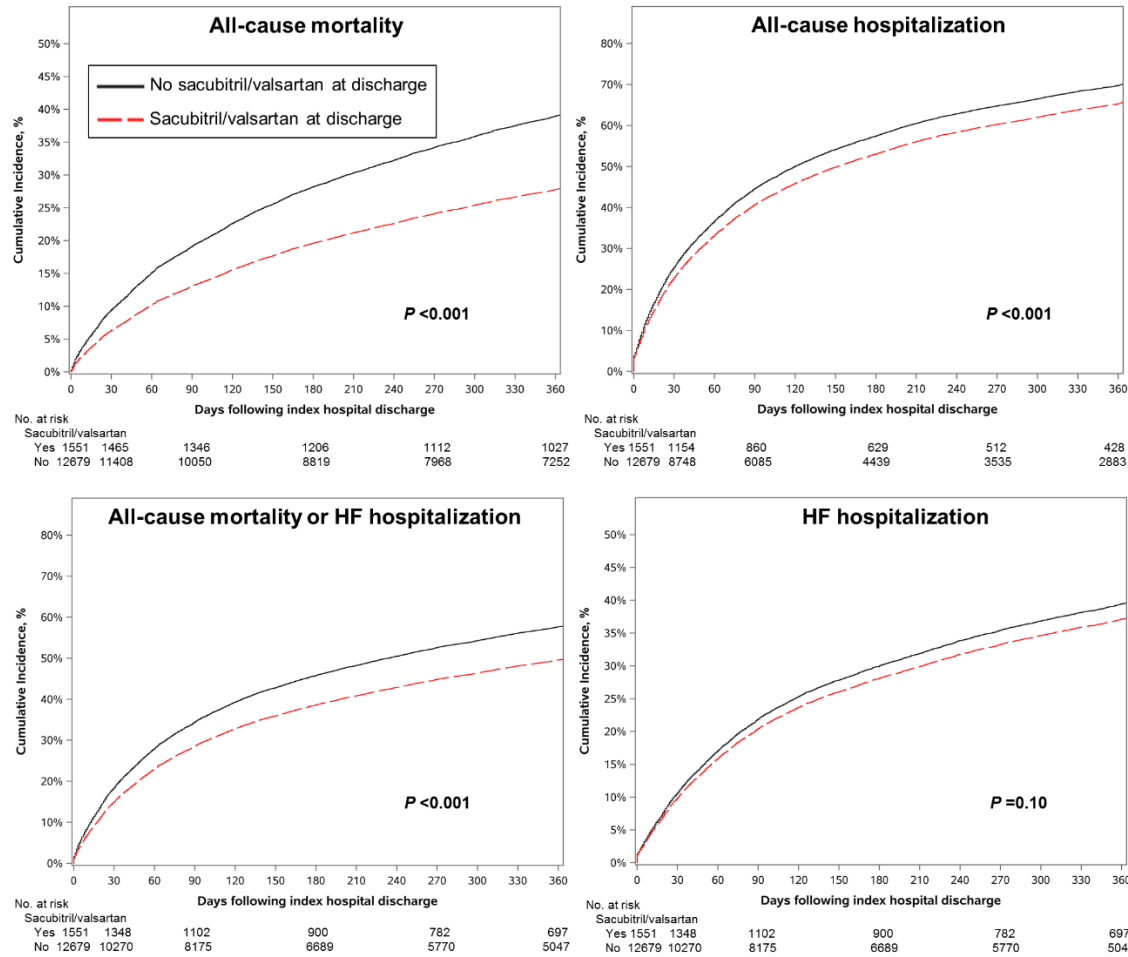 All-cause mortality
50%
45%
40%
35%
30%
25%
20%
15%
10%
5%
0%
Cumulative Incidence, %
No sacubitril/valsartan at discharge
Sacubitril/valsartan at discharge
P <0.001
0 30 60 90 120 150 180 210 240 270 300 330 360
Days following index hospital discharge
No. at risk
Sacubitril/valsartan
Yes 1551 1465 1346 1206 1112 1027
No 12679 11408 10050 8819 7968 7252
All-cause hospitalization
80%
70%
60%
50%
40%
30%
20%
10%
0%
Cumulative Incidence, %
P <0.001
0 30 60 90 120 150 180 210 240 270 300 330 360
Days following index hospital discharge
No. at risk
Sacubitril/valsartan
Yes 1551 1154 860 629 512 428
No 12679 8748 6085 4439 3535 2883
All-cause mortality or HF hospitalization
80%
70%
60%
50%
40%
30%
20%
10%
0%
Cumulative Incidence, %
P <0.001
0 30 60 90 120 150 180 210 240 270 300 330 360
Days following index hospital discharge
No. at risk
Sacubitril/valsartan
Yes 1551 1348 1102 900 782 697
No 12679 10270 8175 6689 5770 5047
HF hospitalization
50%
45%
40%
35%
30%
25%
20%
15%
10%
5%
0%
Cumulative Incidence, %
P =0.10
0 30 60 90 120 150 180 210 240 270 300 330 360
Days following index hospital discharge
No. at risk
Sacubitril/valsartan
Yes 1551 1348 1102 900 782 697
No 12679 10270 8175 6689 5770 504